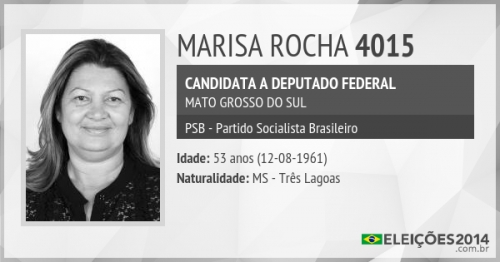 MARISA ROCHA 4015
CANDIDATA A DEPUTADO FEDERAL
MATO GROSSO DO SUL
PSB - Partido Socialista Brasileiro
Idade: 53 anos (12-08-1961)
Naturalidade: MS - Três Lagoas
ELEIÇÕES2014
.com.br